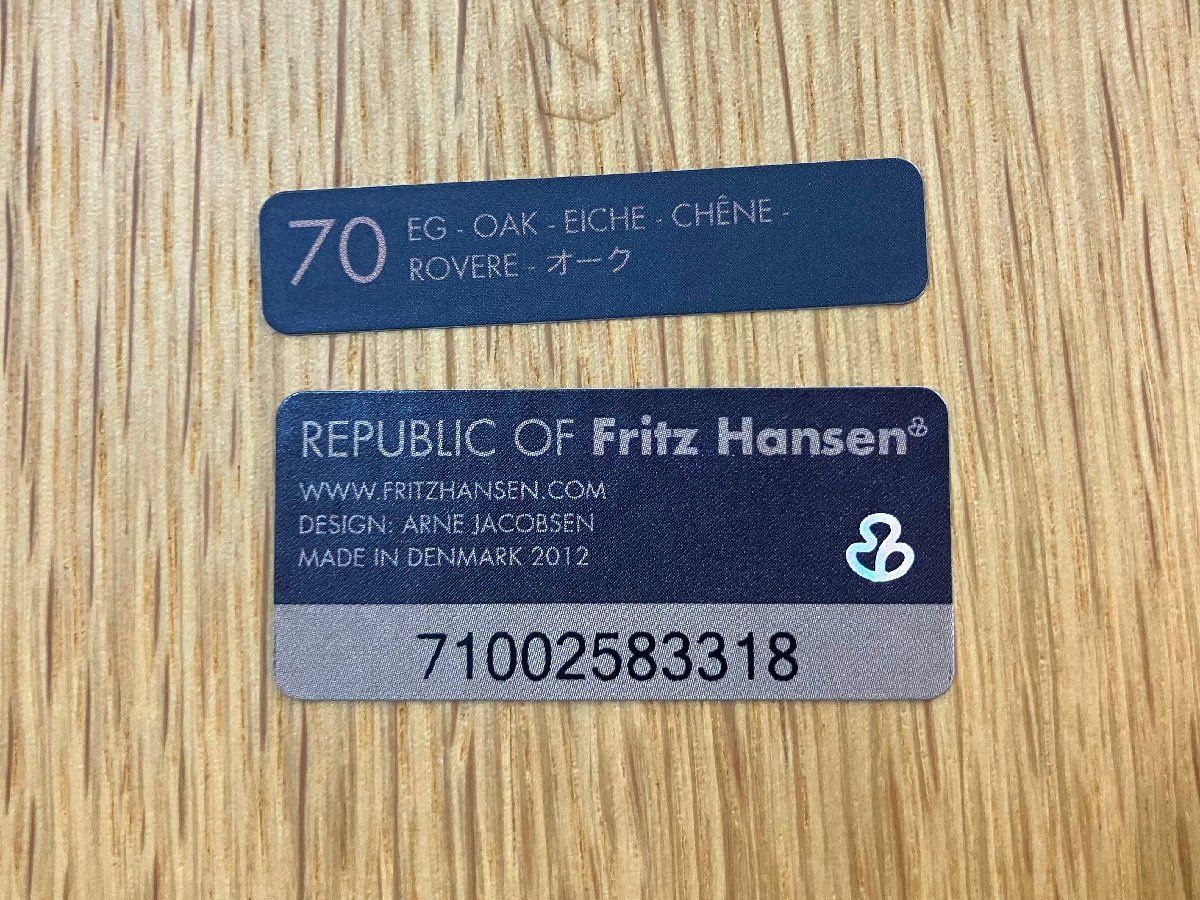 70 EG - OAK - EICHE - CHÊNE -
ROVERE - オーク
REPUBLIC OF Fritz Hansen
WWW.FRITZHANSEN.COM
DESIGN: ARNE JACOBSEN
MADE IN DENMARK 2012
71002583318